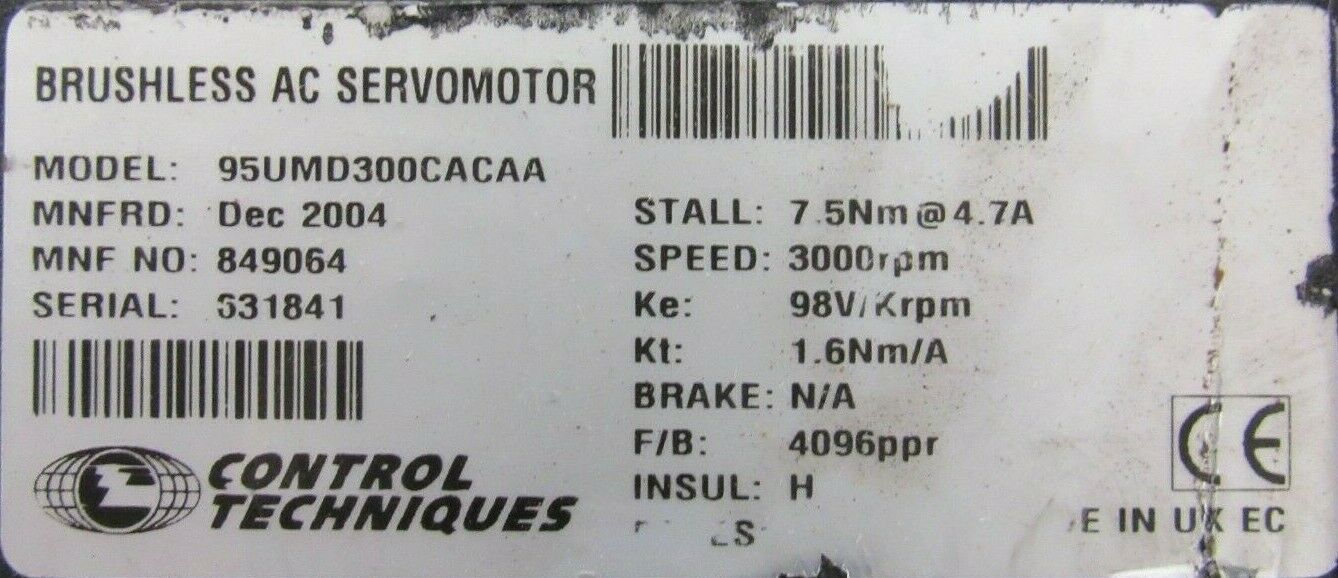 BRUSHLESS AC SERVOMOTOR
MODEL: 95UMD300CACAA
MNFRD: Dec 2004
MNF NO: 849064
SERIAL: 631841
CONTROL
TECHNIQUES
STALL: 7.5Nm@4.7A
SPEED: 3000rpm
Ke: 98V/Krpm
Kt: 1.6Nm/A
BRAKE: N/A
F/B: 4096ppr
INSUL: H
CE
IN UK EC